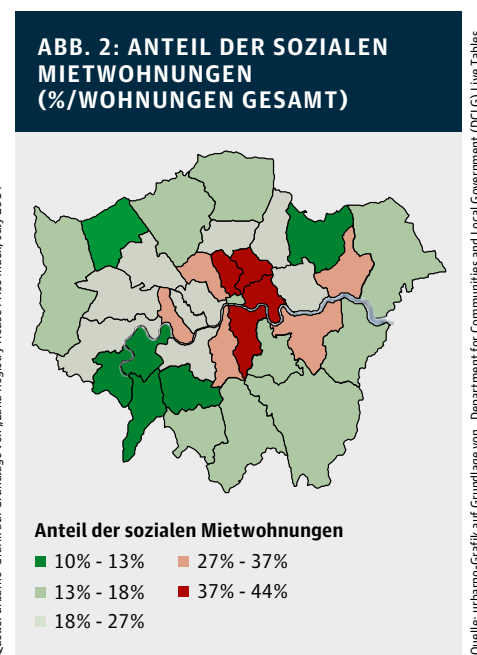 ABB. 2: ANTEIL DER SOZIALEN
MIETWOHNUNGEN
(%/WOHNUNGEN GESAMT)
Anteil der sozialen Mietwohnungen
10% - 13%
13% - 18%
18% - 27%
27% - 37%
37% - 44%
Quelle: urbamo-Grafik auf Grundlage von „Department for Communities and Local Government (DCLG) Live Tables